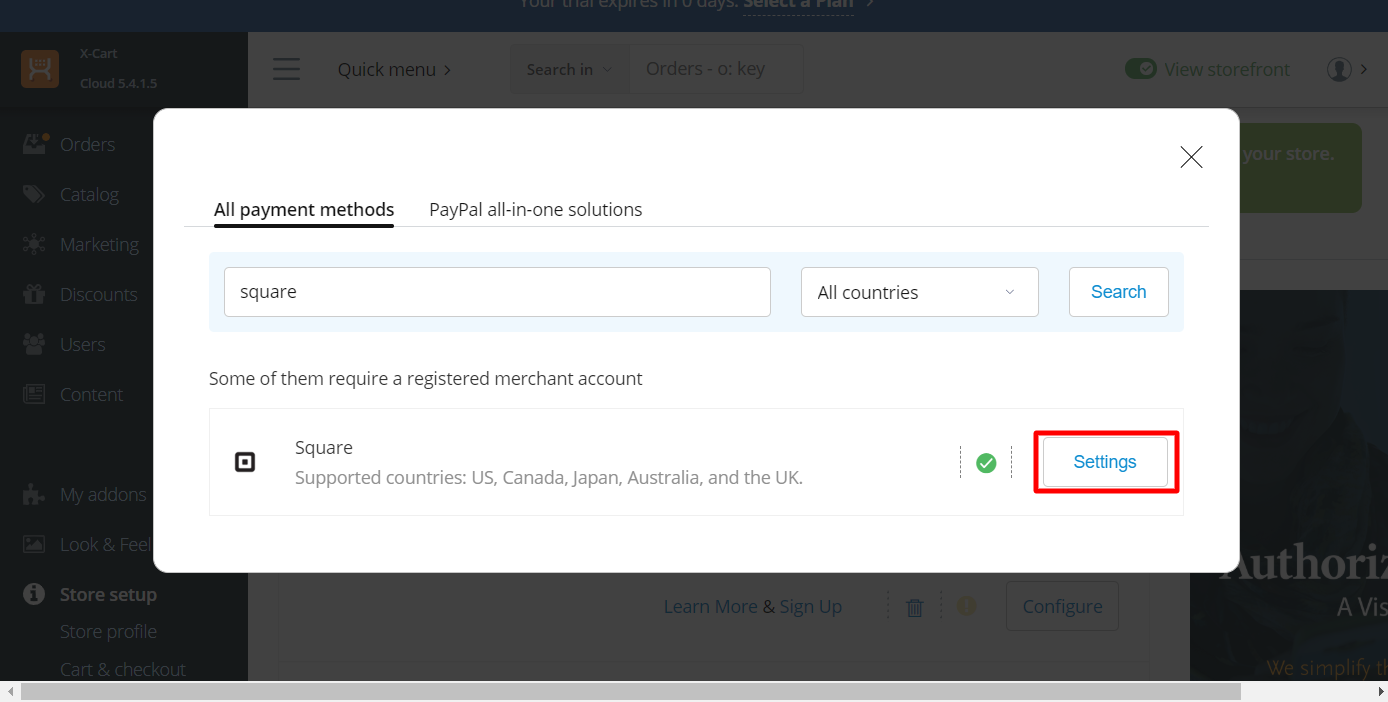 Your trial expires in 0 days. Select a Plan
X-Cart
Cloud 5.4.1.5
Quick menu
Search in
Orders - o: key
View storefront
Orders
Catalog
Marketing
Discounts
Users
Content
My addons
Look & Feel
Store setup
Store profile
Cart & checkout
your store.
All payment methods
PayPal all-in-one solutions
square
All countries
Search
Some of them require a registered merchant account
Square
Supported countries: US, Canada, Japan, Australia, and the UK.
Settings
Learn More & Sign Up
Configure
A Vis
We simplify